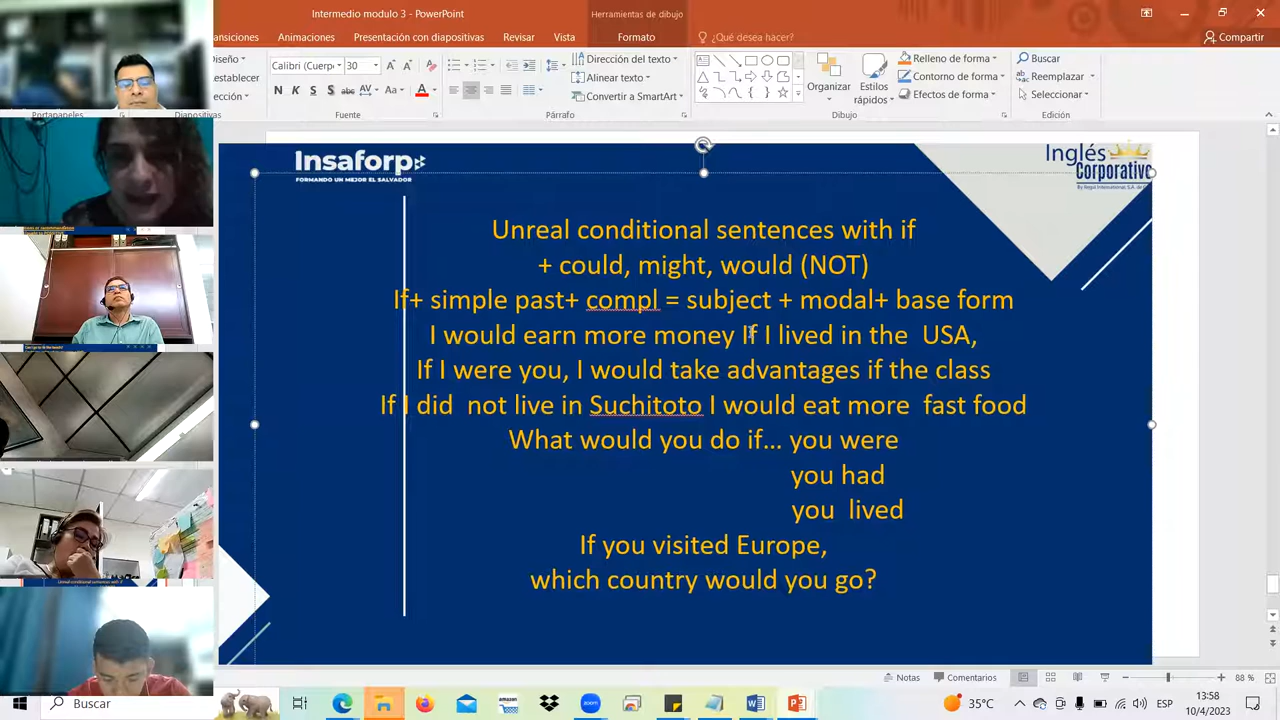 Intermedio modulo 3 - PowerPoint
Herramientas de dibujo
ansiciones Animaciones Presentación con diapositivas Revisar Vista Formato ¿Qué desea hacer? Compartir
Diseño
Calibri (Cuerp 30
Dirección del texto
Relleno de forma
Buscar
Alinear texto
Contorno de forma
Reemplazar
Convertir a SmartArt
Organizar
Estilos rápidos
Efectos de forma
Seleccionar
N K S S abc AV Aa A
Diapositivas Fuente Párrafo Dibujo Edición
Insaforp
FORMANDO UN MEJOR EL SALVADOR
Inglés
Corporativo
Unreal conditional sentences with if
+ could, might, would (NOT)
If+ simple past+ compl = subject + modal+ base form
I would earn more money If I lived in the USA,
If I were you, I would take advantages if the class
If I did not live in Suchitoto I would eat more fast food
What would you do if... you were
you had
you lived
If you visited Europe,
which country would you go?
Notas Comentarios 88 %
Buscar
amazon
zoom
35°C
ESP
13:58
10/4/2023